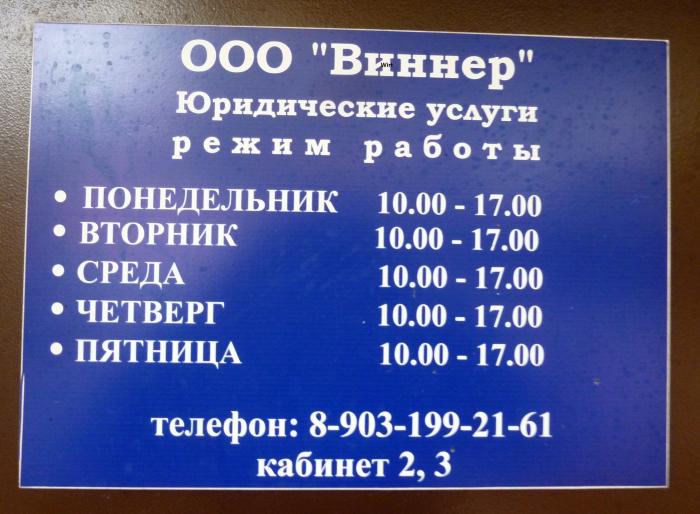 ООО "Виннер"
Юридические услуги
режим работы
• ПОНЕДЕЛЬНИК 10.00 - 17.00
• ВТОРНИК 10.00 - 17.00
• СРЕДА 10.00 - 17.00
• ЧЕТВЕРГ 10.00 - 17.00
• ПЯТНИЦА 10.00 - 17.00
телефон: 8-903-199-21-61
кабинет 2, 3